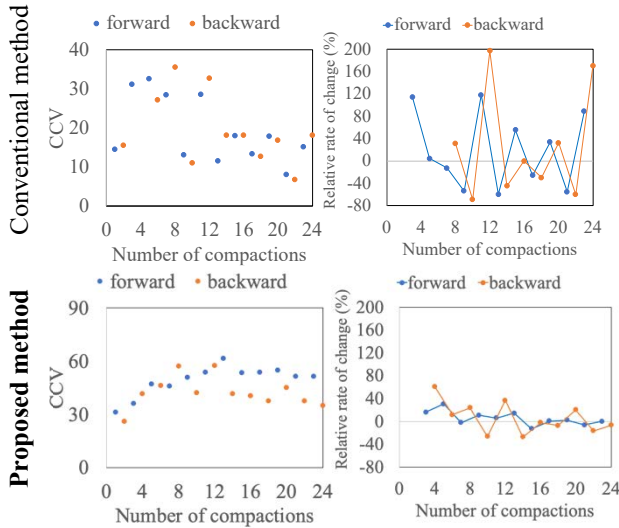 Conventional method
forward backward
40
30
20
10
0
CCV
0 4 8 12 16 20 24
Number of compactions
forward backward
200
160
120
80
40
0
-40
-80
Relative rate of change (%)
0 4 8 12 16 20 24
Number of compactions
Proposed method
forward backward
90
60
30
0
CCV
0 4 8 12 16 20 24
Number of compactions
forward backward
200
160
120
80
40
0
-40
-80
Relative rate of change (%)
0 4 8 12 16 20 24
Number of compactions